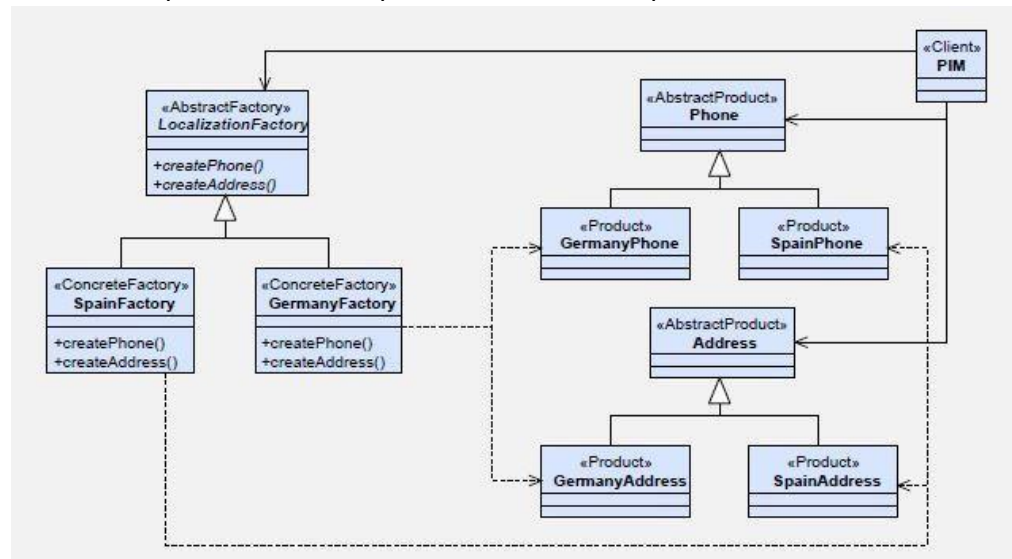 «Client»
PIM
«AbstractFactory»
LocalizationFactory
+createPhone()
+createAddress()
«AbstractProduct»
Phone
«Product»
GermanyPhone
«Product»
SpainPhone
«ConcreteFactory»
SpainFactory
+createPhone()
+createAddress()
«ConcreteFactory»
GermanyFactory
+createPhone()
+createAddress()
«AbstractProduct»
Address
«Product»
GermanyAddress
«Product»
SpainAddress